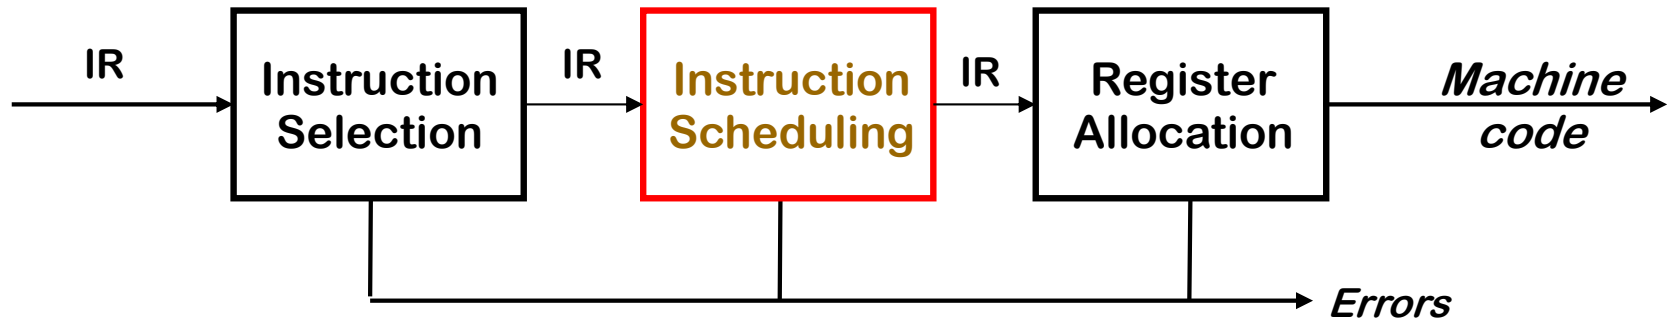 IR
Instruction
Selection
IR
Instruction
Scheduling
IR
Register
Allocation
Machine
code
Errors